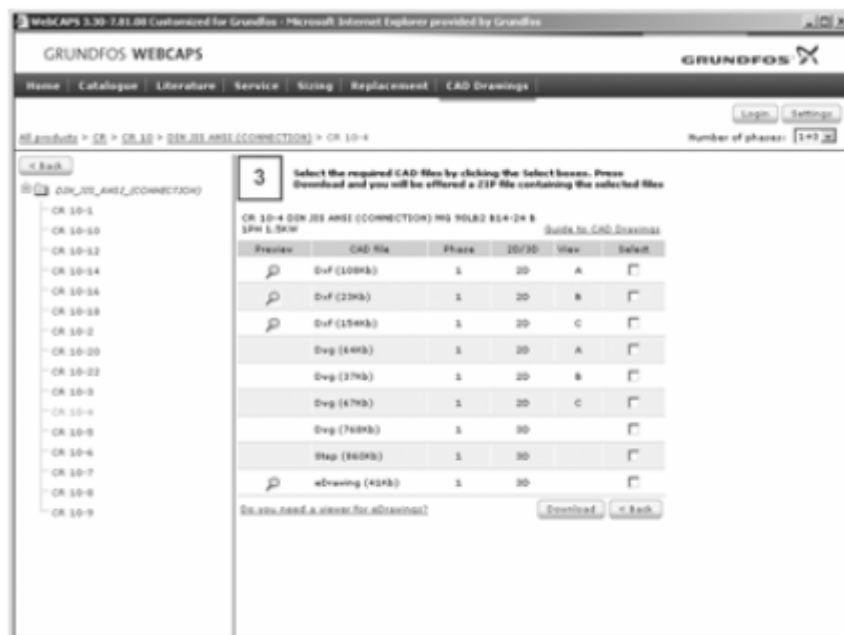 WebCAPS 3.30-7.01.08 Customized for Grundfos - Microsoft Internet Explorer provided by Grundfos
GRUNDFOS WEBCAPS
GRUNDFOS
Home | Catalogue | Literature | Service | Sizing | Replacement | CAD Drawings
Login Settings
All products > CR > CR 10 > DIN JIS ANSI (CONNECTION) > CR 10-4
Number of phases: 1+3
< Back
DIN_JIS_ANSI_(CONNECTION)
CR 10-1
CR 10-10
CR 10-12
CR 10-14
CR 10-16
CR 10-18
CR 10-2
CR 10-20
CR 10-22
CR 10-3
CR 10-4
CR 10-5
CR 10-6
CR 10-7
CR 10-8
CR 10-9
3
Select the required CAD files by clicking the Select boxes. Press
Download and you will be offered a ZIP file containing the selected files
CR 10-4 DIN JIS ANSI (CONNECTION) MG 90LB2 B14-24 B
1PH 1.5KW
Guide to CAD Drawings
Preview CAD file Phase 2D/3D View Select
Dxf (108Kb) 1 2D A
Dxf (23Kb) 1 2D B
Dxf (154Kb) 1 2D C
Dwg (64Kb) 1 2D A
Dwg (37Kb) 1 2D B
Dwg (67Kb) 1 2D C
Dwg (768Kb) 1 3D
Step (860Kb) 1 3D
eDrawing (41Kb) 1 3D
Do you need a viewer for eDrawings?
Download < Back